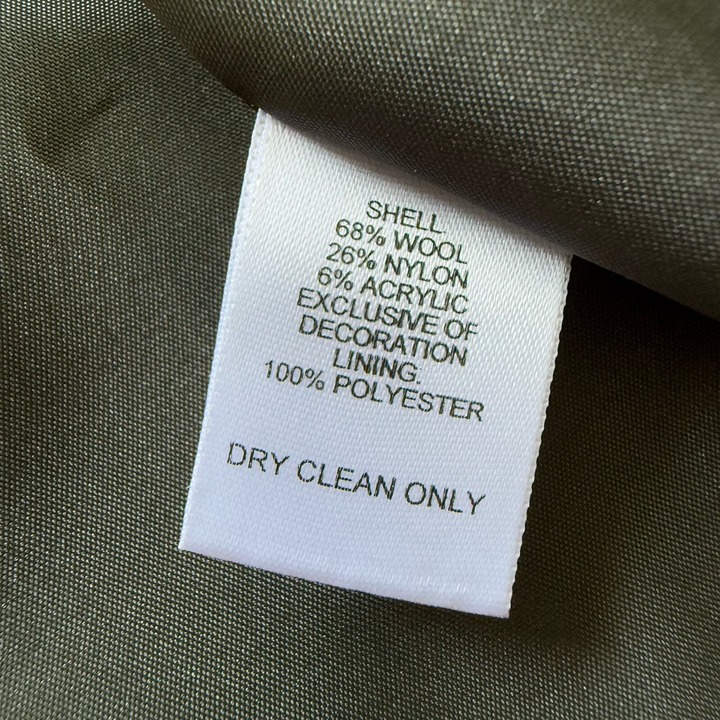 SHELL
68% WOOL
26% NYLON
6% ACRYLIC
EXCLUSIVE OF
DECORATION
LINING:
100% POLYESTER
DRY CLEAN ONLY